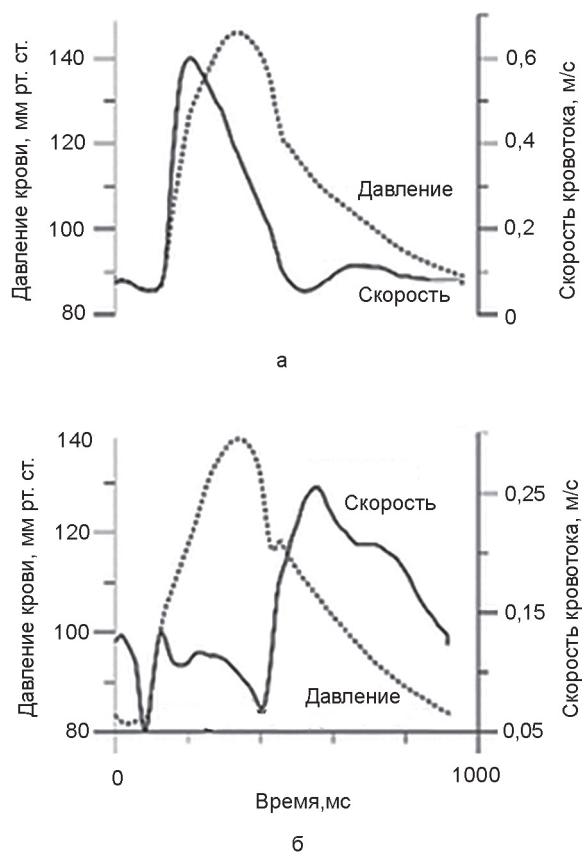 Давление крови, мм рт. ст.
140
120
100
80
Давление
Скорость
0,6
0,4
0,2
0
Скорость кровотока, м/с
а
Давление крови, мм рт. ст.
140
120
100
80
Скорость
Давление
0,25
0,15
0,05
Скорость кровотока, м/с
0
1000
Время,мс
б